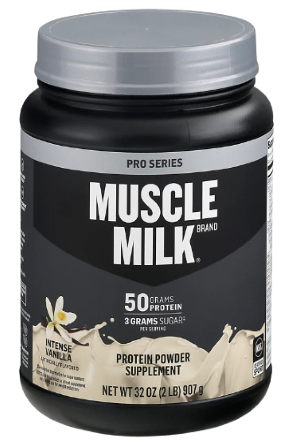 PRO SERIES
MUSCLE
MILK®
BRAND
50 GRAMS PROTEIN
3 GRAMS SUGAR
PER SERVING
INTENSE
VANILLA
PROTEIN POWDER
SUPPLEMENT
NET WT 32 OZ (2 LB) 907 g